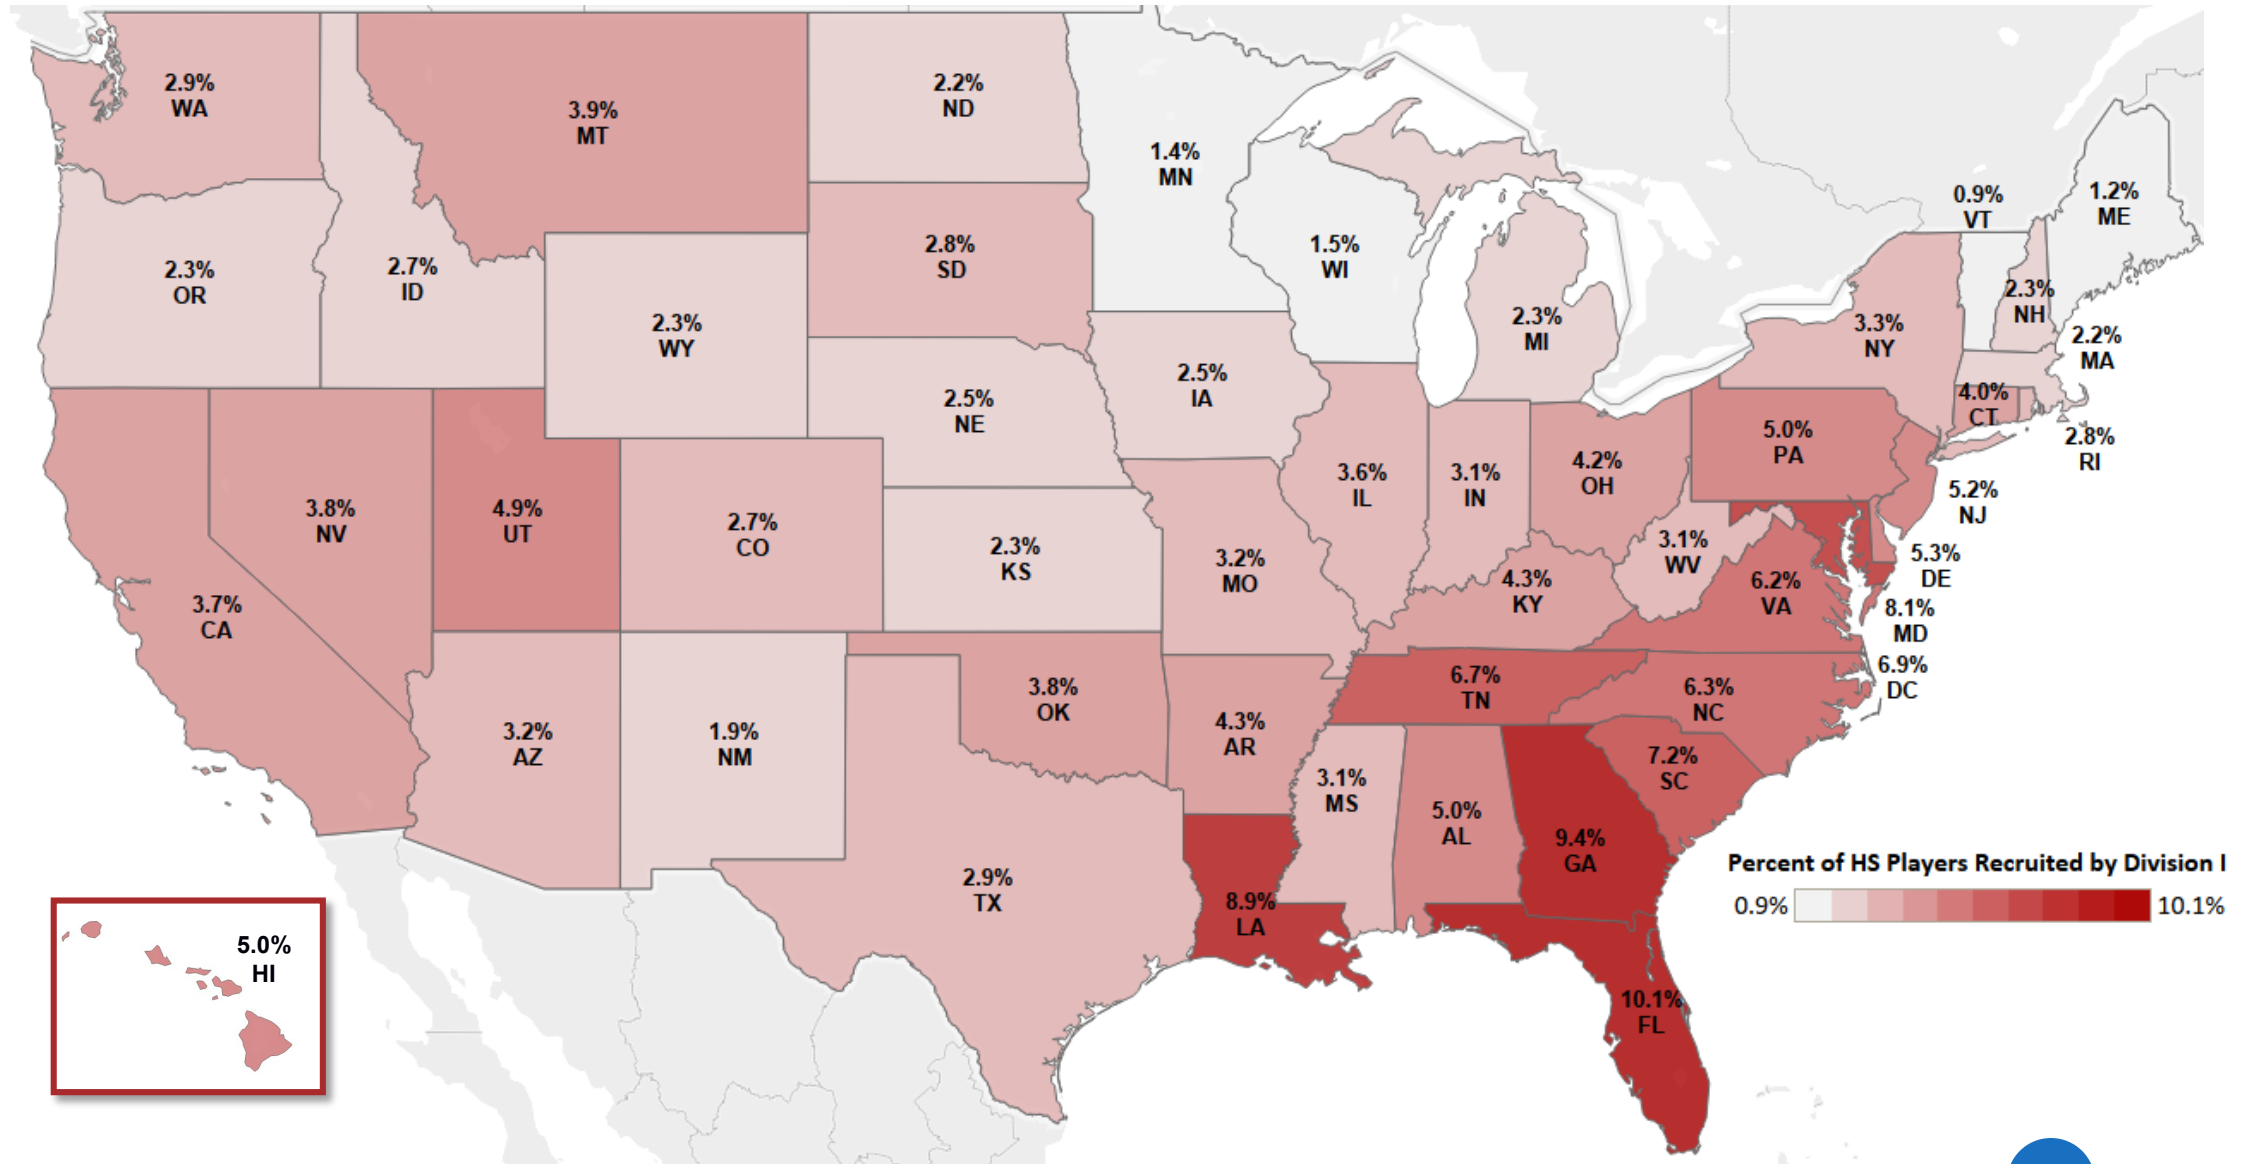 2.9%
WA
3.9%
MT
2.2%
ND
1.4%
MN
0.9%
VT
1.2%
ME
2.3%
OR
2.7%
ID
2.8%
SD
1.5%
WI
2.3%
NH
2.3%
WY
2.3%
MI
3.3%
NY
2.2%
MA
2.5%
NE
2.5%
IA
4.0%
CT
5.0%
PA
2.8%
RI
3.8%
NV
4.9%
UT
2.7%
CO
3.6%
IL
3.1%
IN
4.2%
OH
5.2%
NJ
2.3%
KS
3.2%
MO
3.1%
WV
5.3%
DE
3.7%
CA
4.3%
KY
6.2%
VA
8.1%
MD
6.9%
DC
3.2%
AZ
1.9%
NM
3.8%
OK
4.3%
AR
6.7%
TN
6.3%
NC
3.1%
MS
5.0%
AL
7.2%
SC
9.4%
GA
2.9%
TX
8.9%
LA
10.1%
FL
5.0%
HI
Percent of HS Players Recruited by Division I
0.9% 10.1%